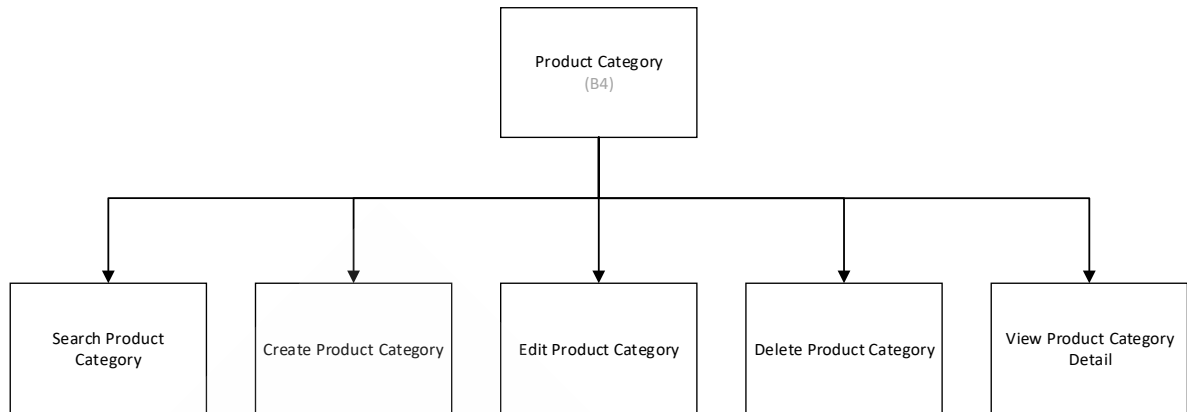 Product Category
(B4)
Search Product
Category
Create Product Category
Edit Product Category
Delete Product Category
View Product Category
Detail